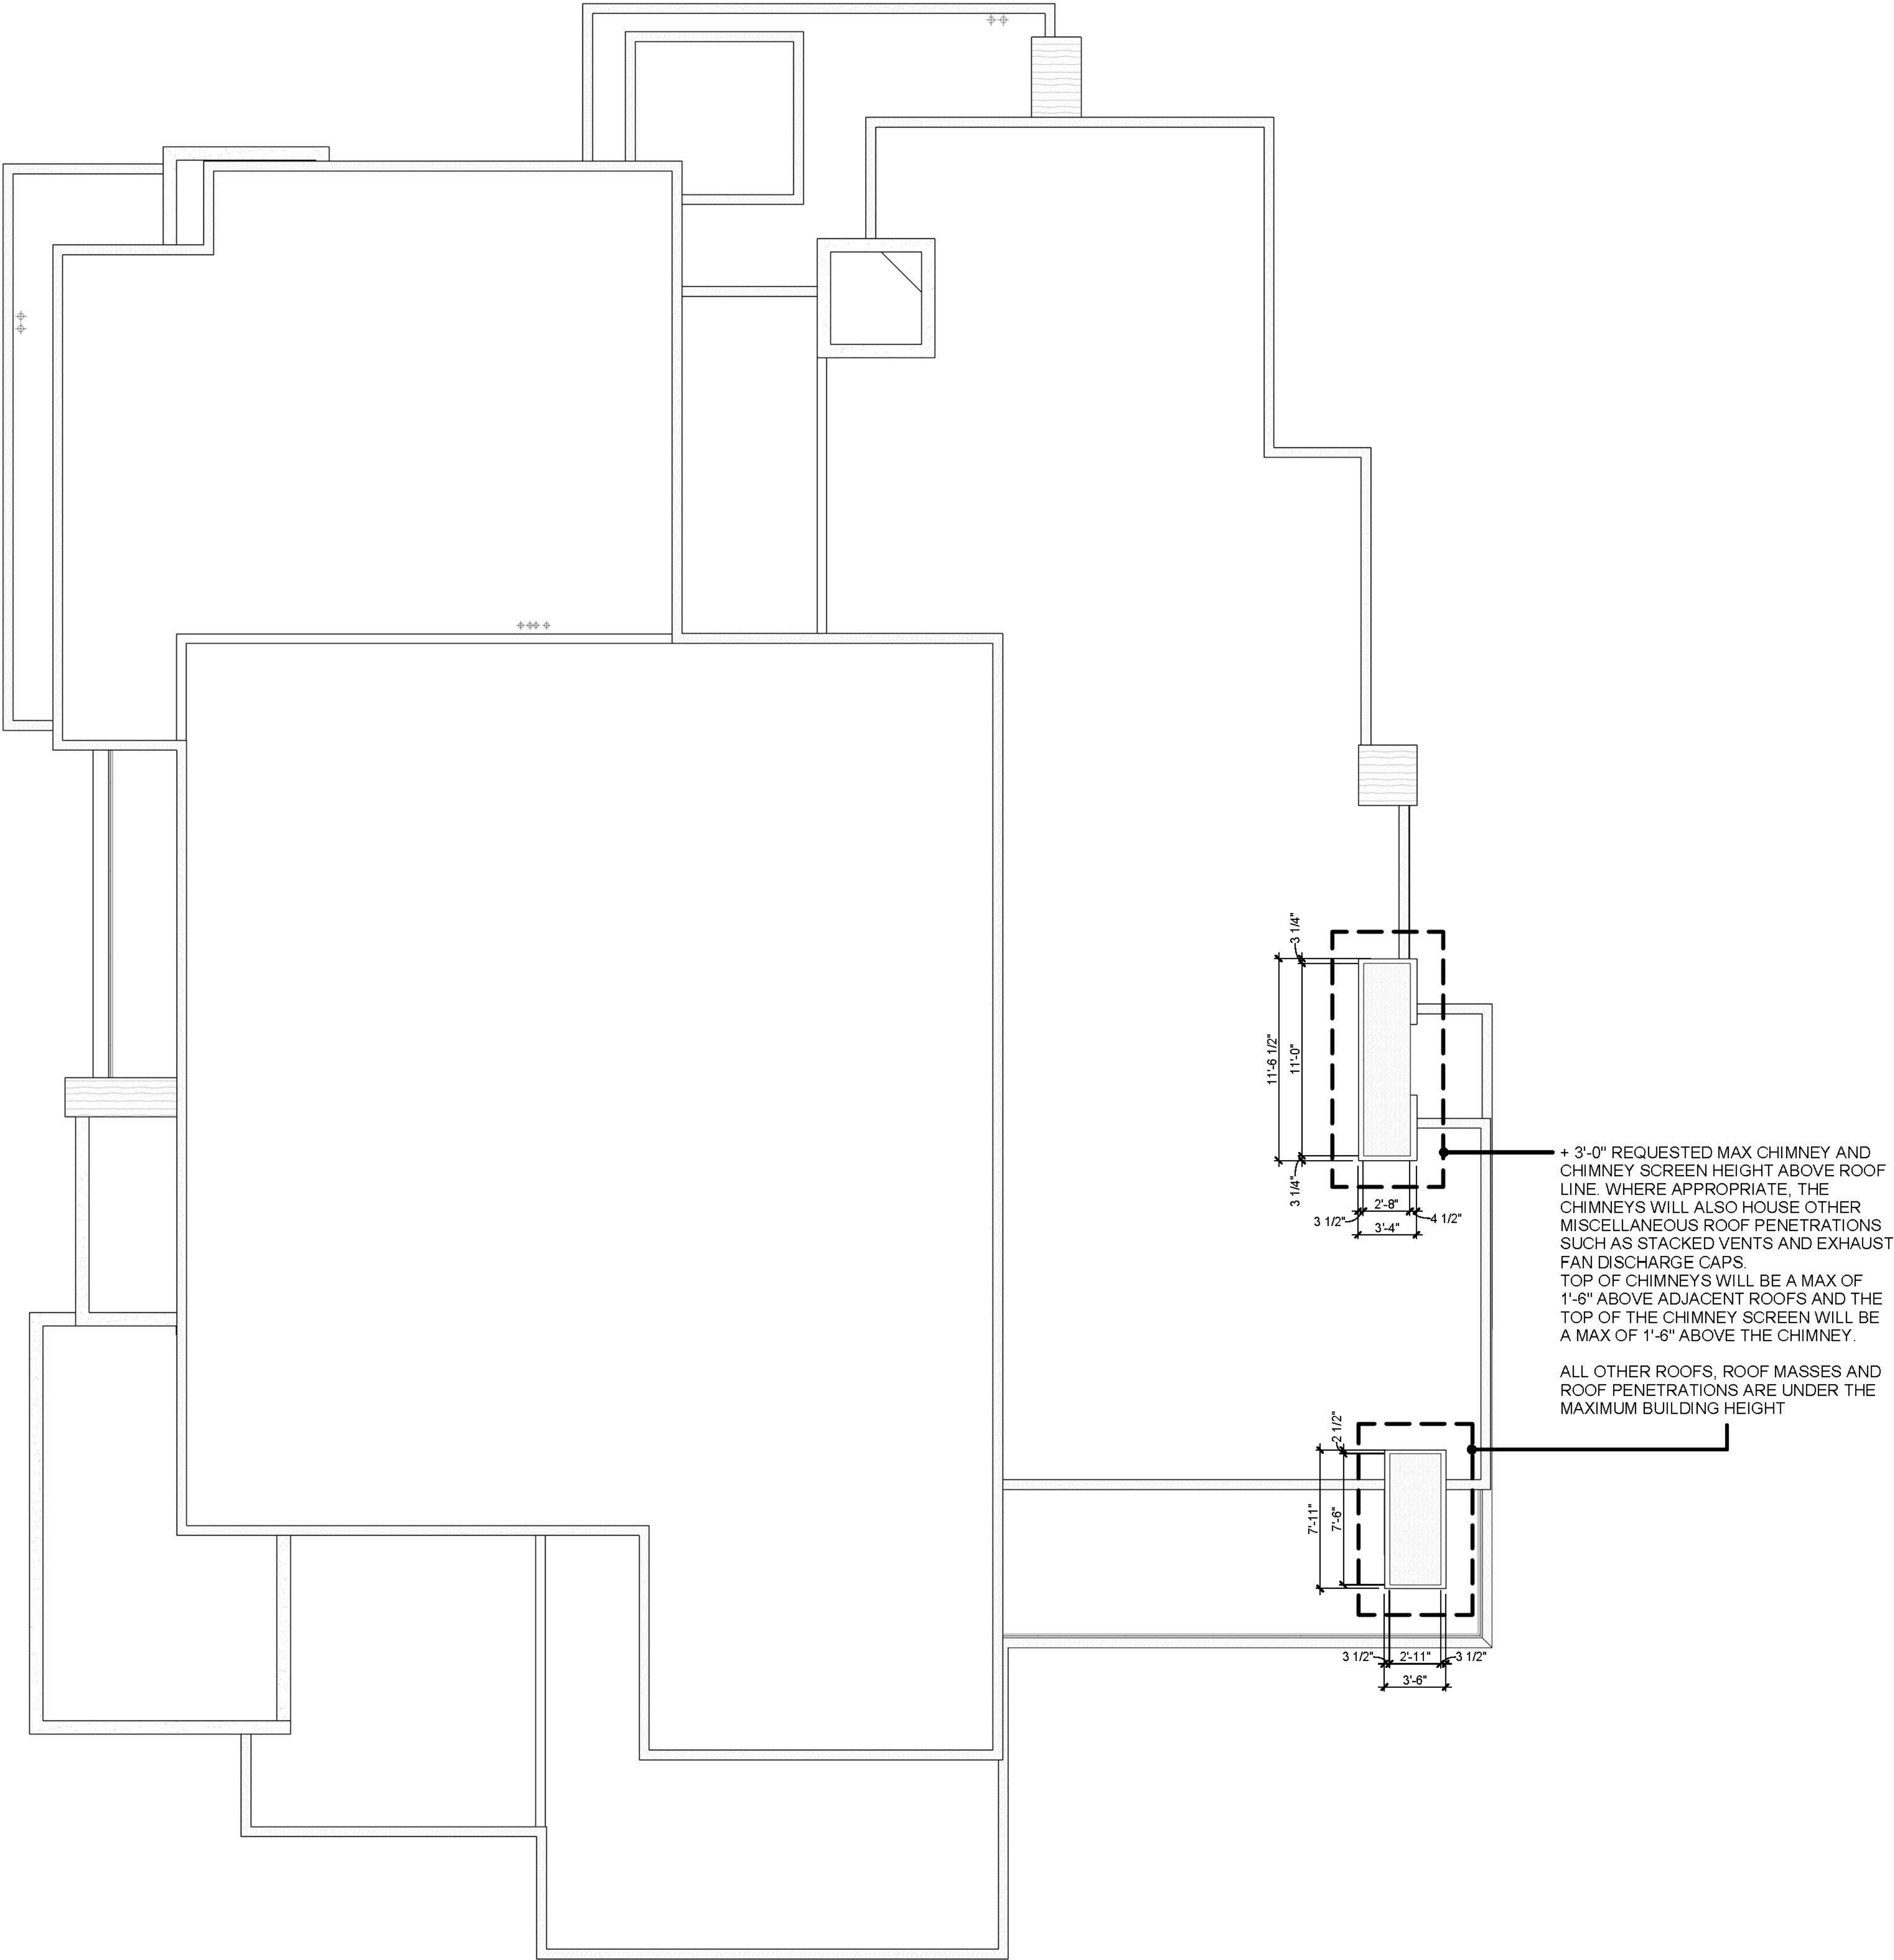 3 1/4"
11'-6 1/2"
11'-0"
3 1/4"
2'-8"
3 1/2"
4 1/2"
3'-4"
+ 3'-0" REQUESTED MAX CHIMNEY AND
CHIMNEY SCREEN HEIGHT ABOVE ROOF
LINE. WHERE APPROPRIATE, THE
CHIMNEYS WILL ALSO HOUSE OTHER
MISCELLANEOUS ROOF PENETRATIONS
SUCH AS STACKED VENTS AND EXHAUST
FAN DISCHARGE CAPS.
TOP OF CHIMNEYS WILL BE A MAX OF
1'-6" ABOVE ADJACENT ROOFS AND THE
TOP OF THE CHIMNEY SCREEN WILL BE
A MAX OF 1'-6" ABOVE THE CHIMNEY.
ALL OTHER ROOFS, ROOF MASSES AND
ROOF PENETRATIONS ARE UNDER THE
MAXIMUM BUILDING HEIGHT
2 1/2"
7'-11"
7'-6"
3 1/2"
2'-11"
3 1/2"
3'-6"